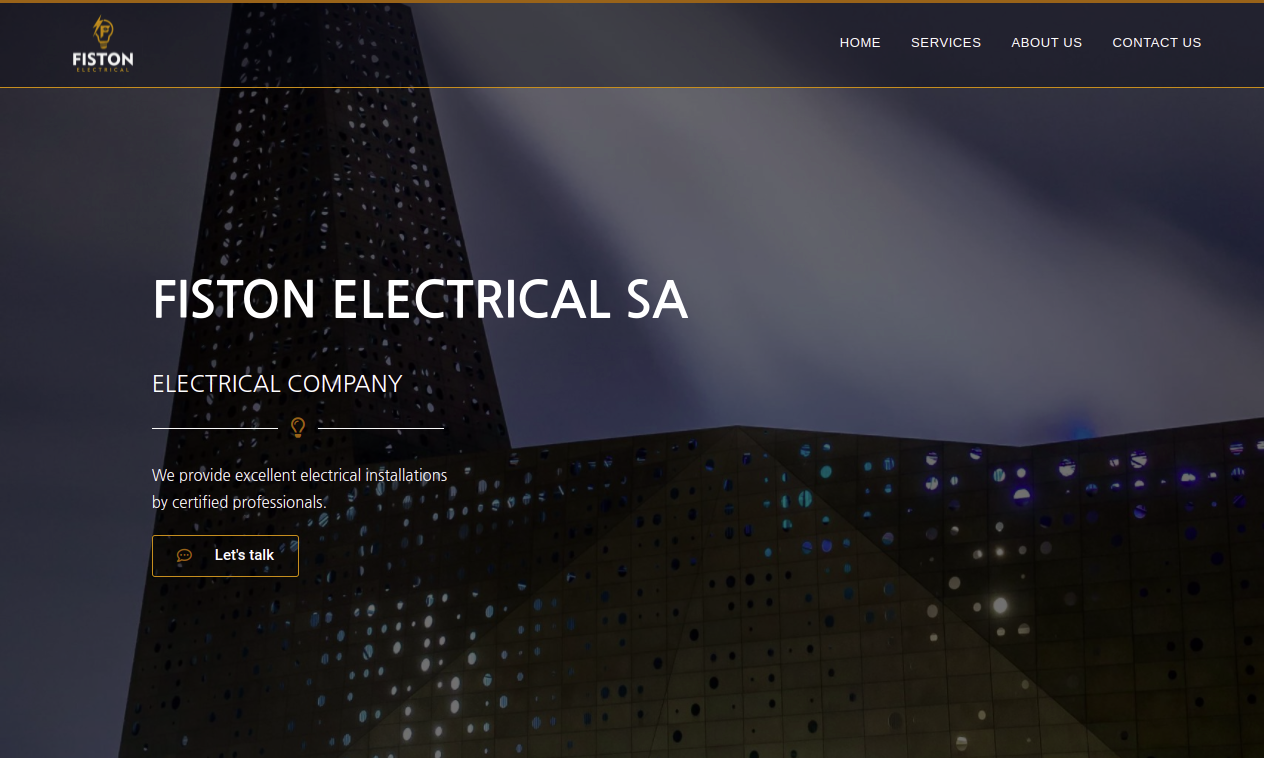 FISTON
ELECTRICAL
HOME SERVICES ABOUT US CONTACT US
FISTON ELECTRICAL SA
ELECTRICAL COMPANY
We provide excellent electrical installations
by certified professionals.
Let's talk